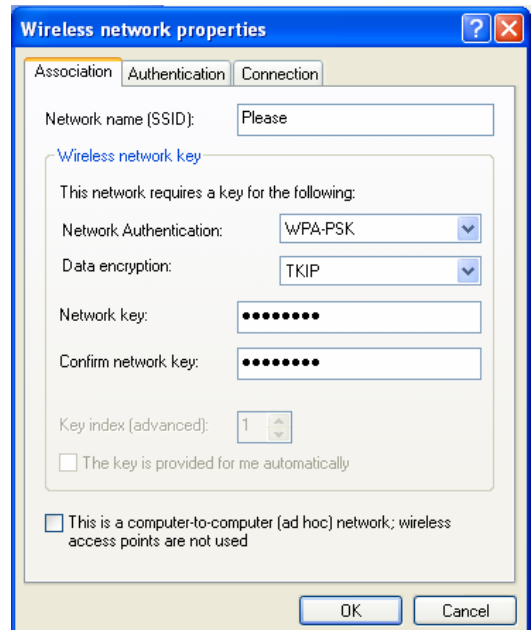 Wireless network properties
Association Authentication Connection
Network name (SSID): Please
Wireless network key
This network requires a key for the following:
Network Authentication: WPA-PSK
Data encryption: TKIP
Network key: ••••••••
Confirm network key: ••••••••
Key index (advanced): 1
The key is provided for me automatically
This is a computer-to-computer (ad hoc) network; wireless
access points are not used
OK Cancel